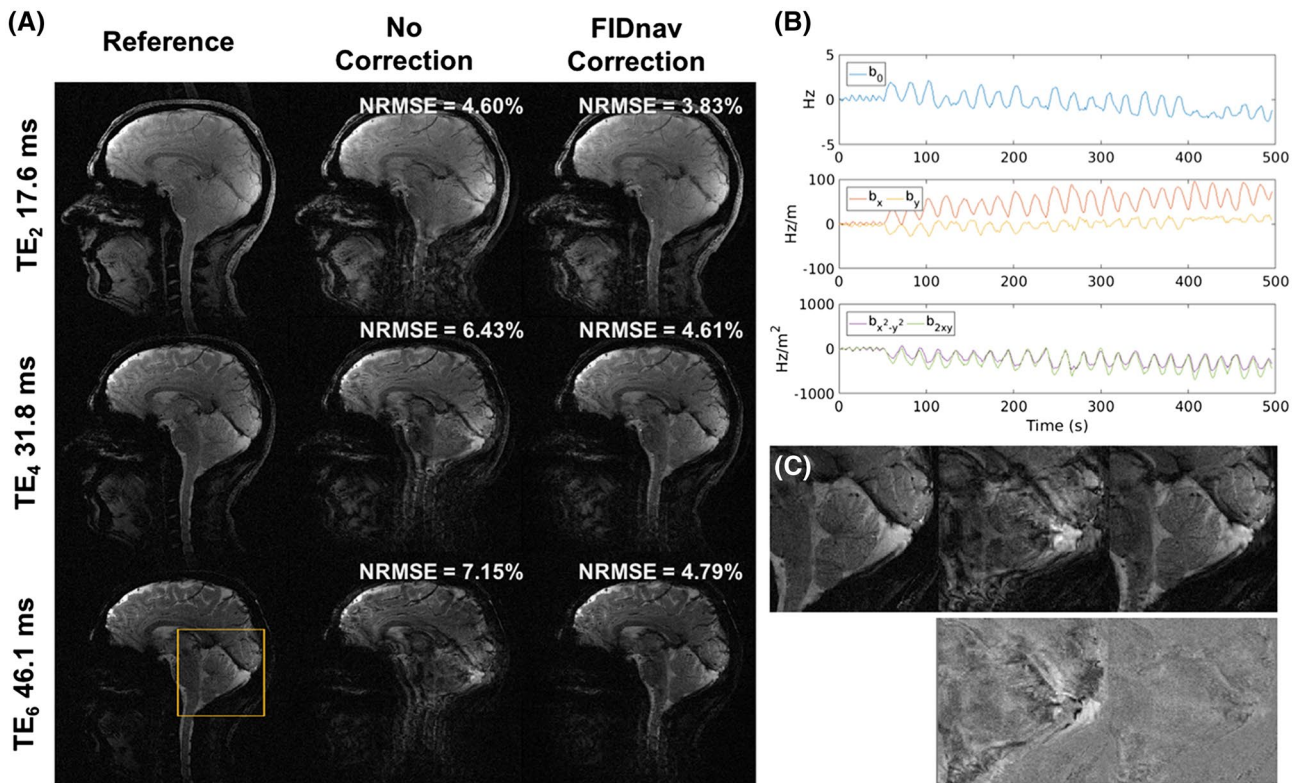 (A)
Reference
No
Correction
FIDnav
Correction
TE₂ 17.6 ms
NRMSE = 4.60%
NRMSE = 3.83%
TE₄ 31.8 ms
NRMSE = 6.43%
NRMSE = 4.61%
TE₆ 46.1 ms
NRMSE = 7.15%
NRMSE = 4.79%
(B)
5
0
-5
Hz
b₀
0 100 200 300 400 500
100
0
-100
Hz/m
bₓ b_y
0 100 200 300 400 500
1000
0
-1000
Hz/m²
b_x²-y² b_2xy
0 100 200 300 400 500
Time (s)
(C)